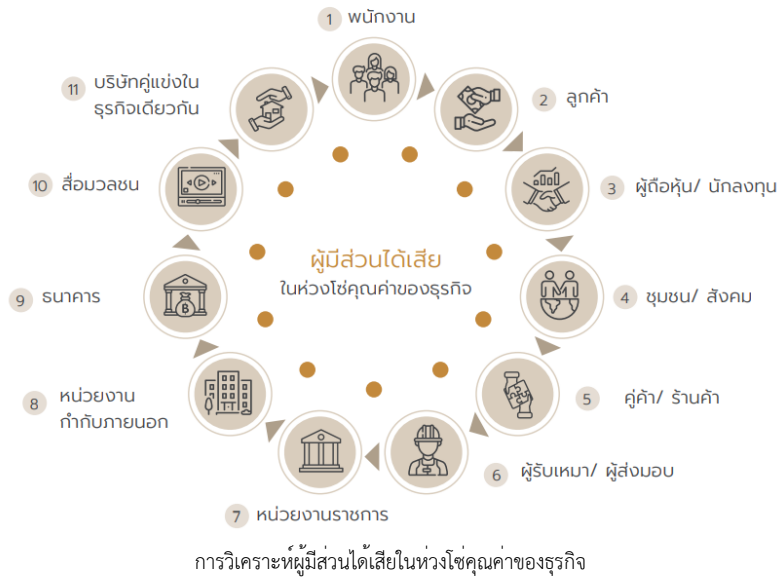 1 พนักงาน
2 ลูกค้า
3 ผู้ถือหุ้น/ นักลงทุน
4 ชุมชน/ สังคม
5 คู่ค้า/ ร้านค้า
6 ผู้รับเหมา/ ผู้ส่งมอบ
7 หน่วยงานราชการ
8 หน่วยงาน
กำกับภายนอก
9 ธนาคาร
฿
10 สื่อมวลชน
11 บริษัทคู่แข่งใน
ธุรกิจเดียวกัน
ผู้มีส่วนได้เสีย
ในห่วงโซ่คุณค่าของธุรกิจ
การวิเคราะห์ผู้มีส่วนได้เสียในห่วงโซ่คุณค่าของธุรกิจ